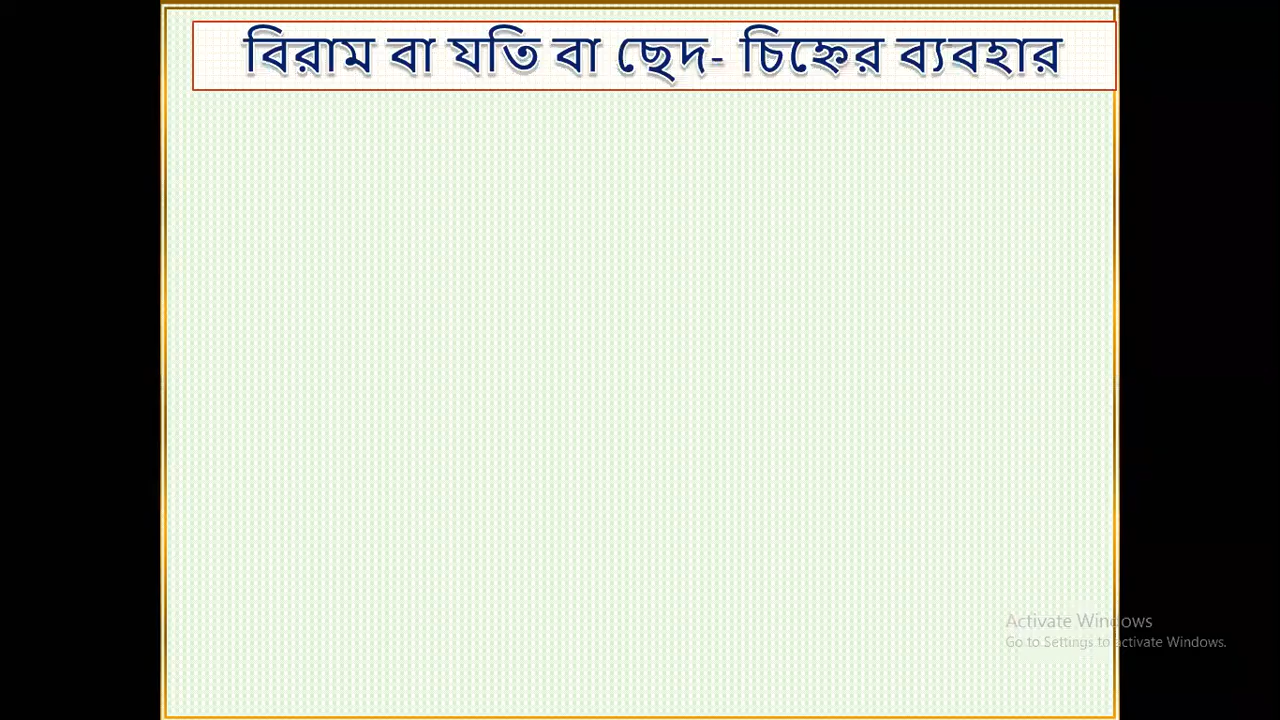 বিরাম বা যতি বা ছেদ- চিহ্নের ব্যবহার
Activate Windows
Go to Settings to activate Windows.